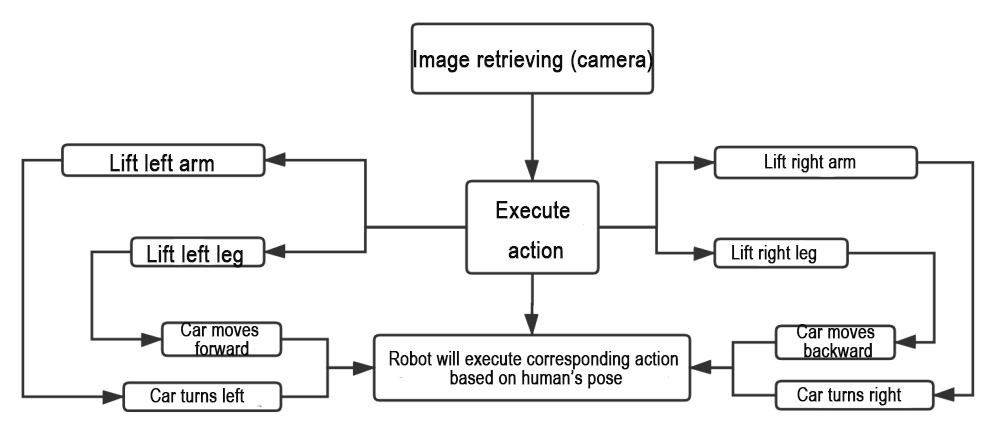 Image retrieving (camera)
Lift left arm
Lift right arm
Execute
action
Lift left leg
Lift right leg
Car moves
forward
Car moves
backward
Robot will execute corresponding action
based on human's pose
Car turns left
Car turns right